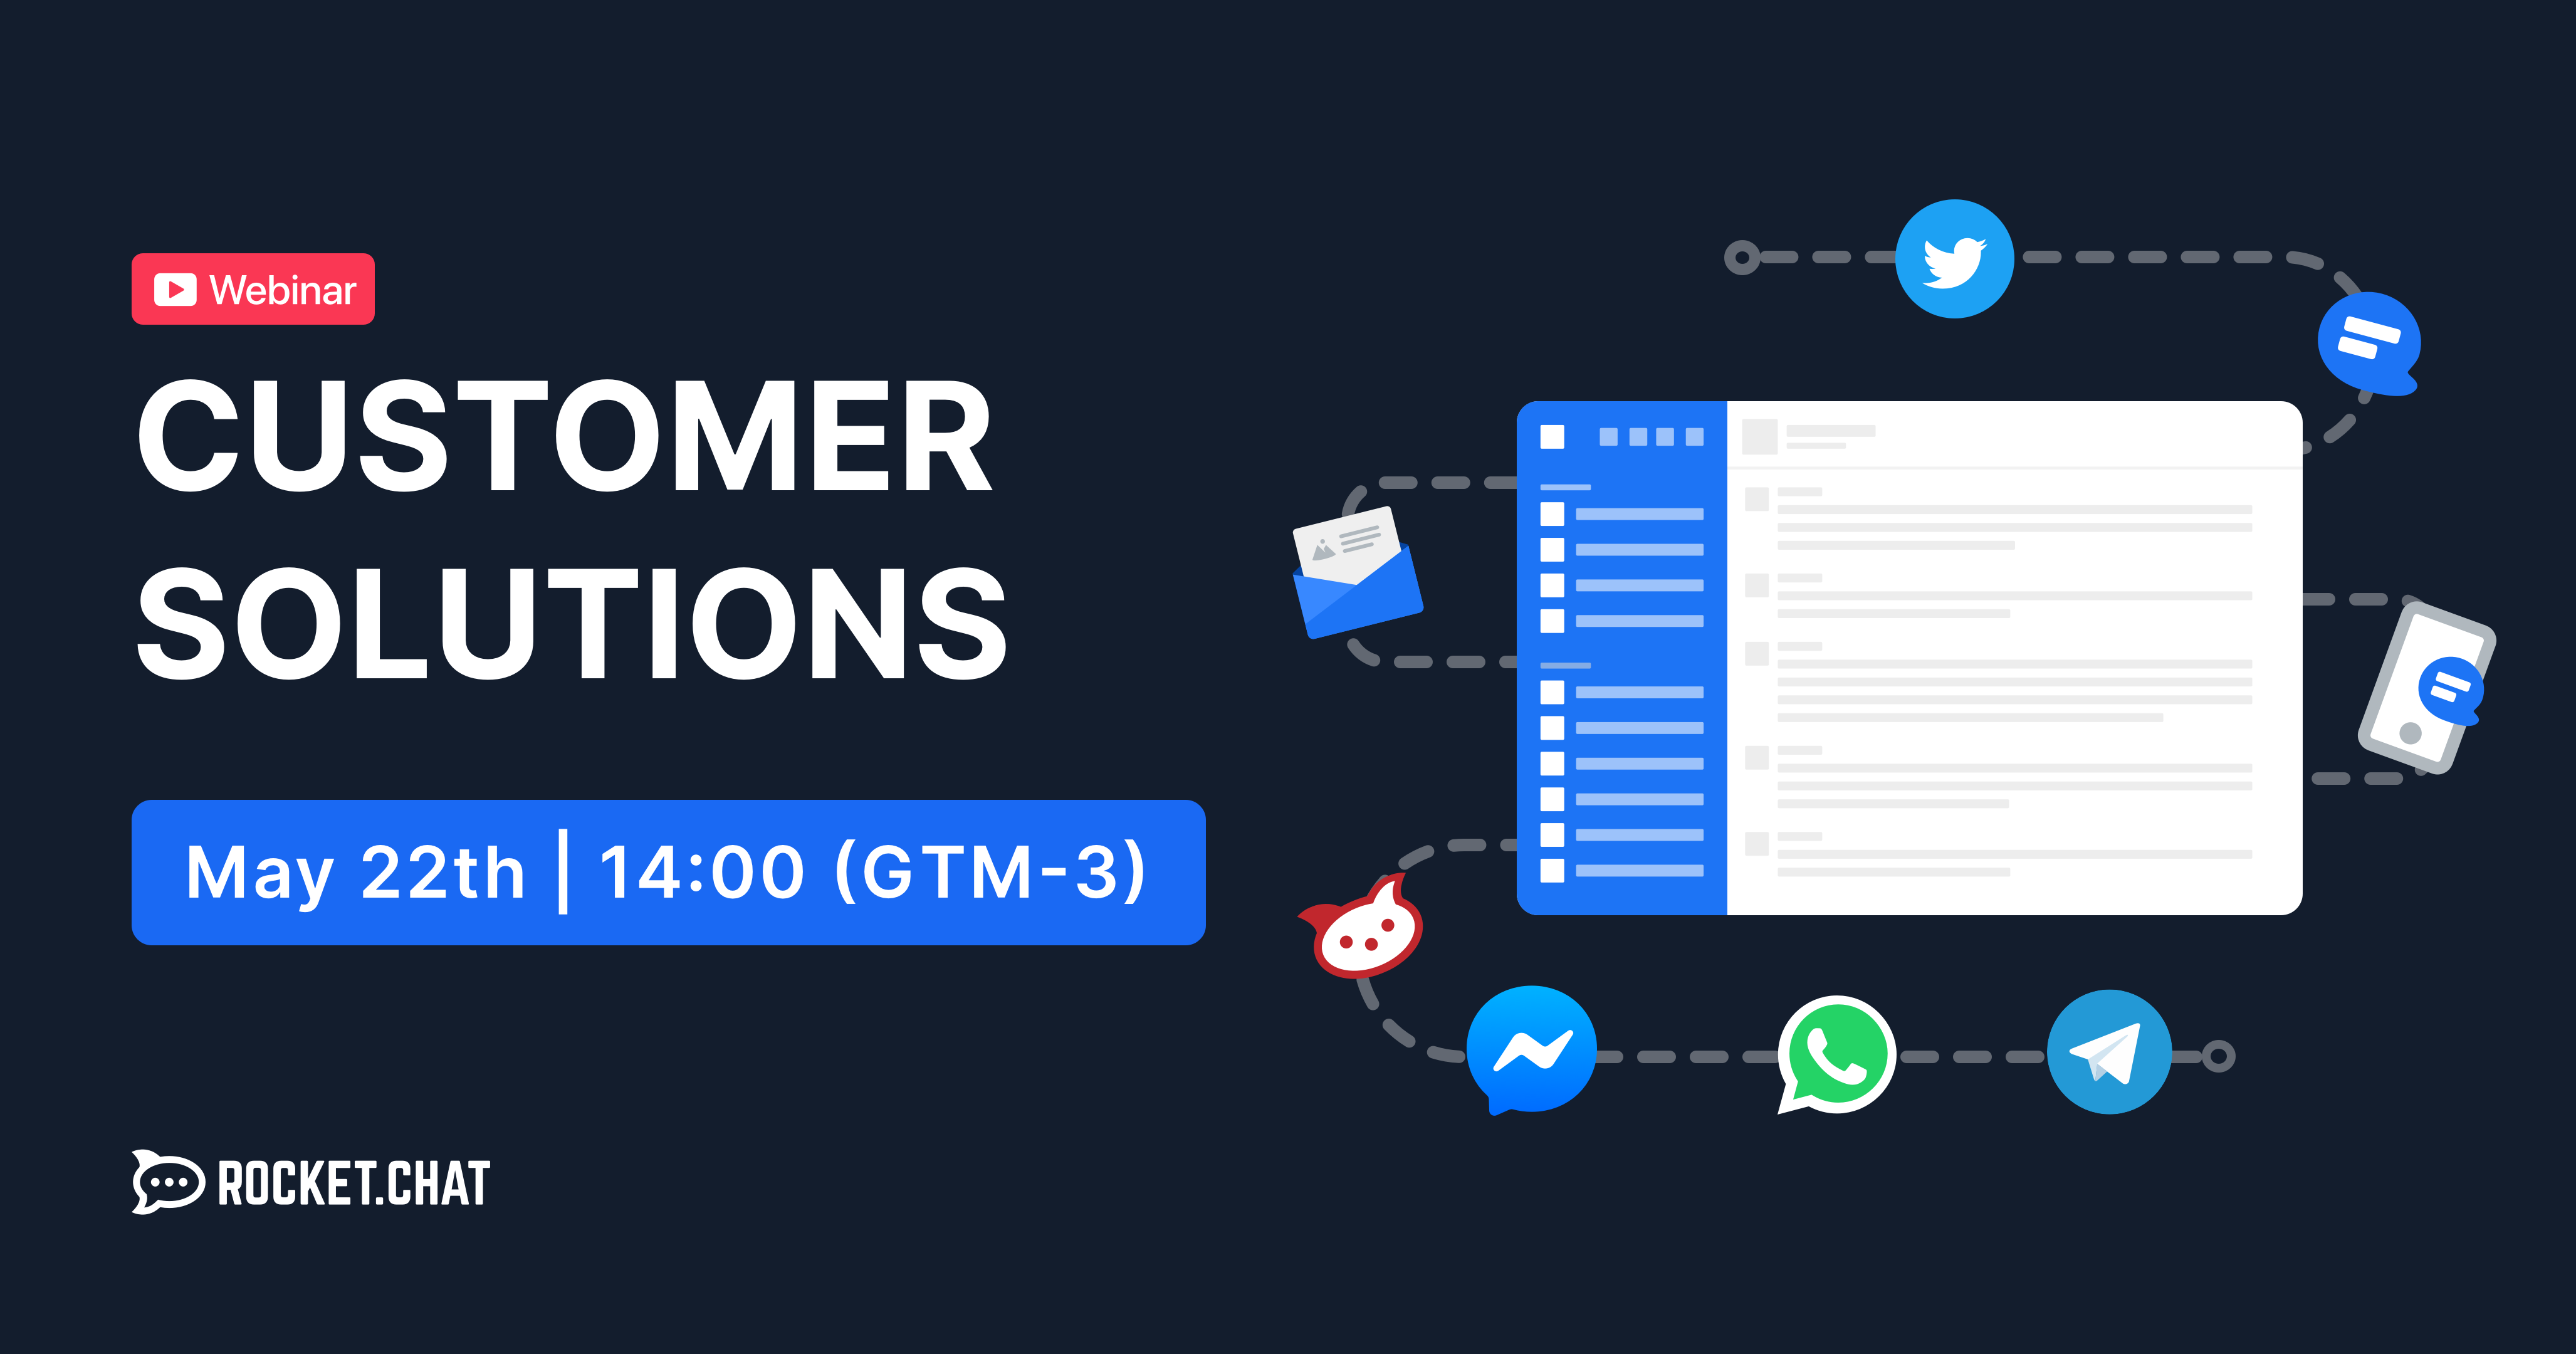 Webinar
CUSTOMER
SOLUTIONS
May 22th | 14:00 (GTM-3)
ROCKET.CHAT